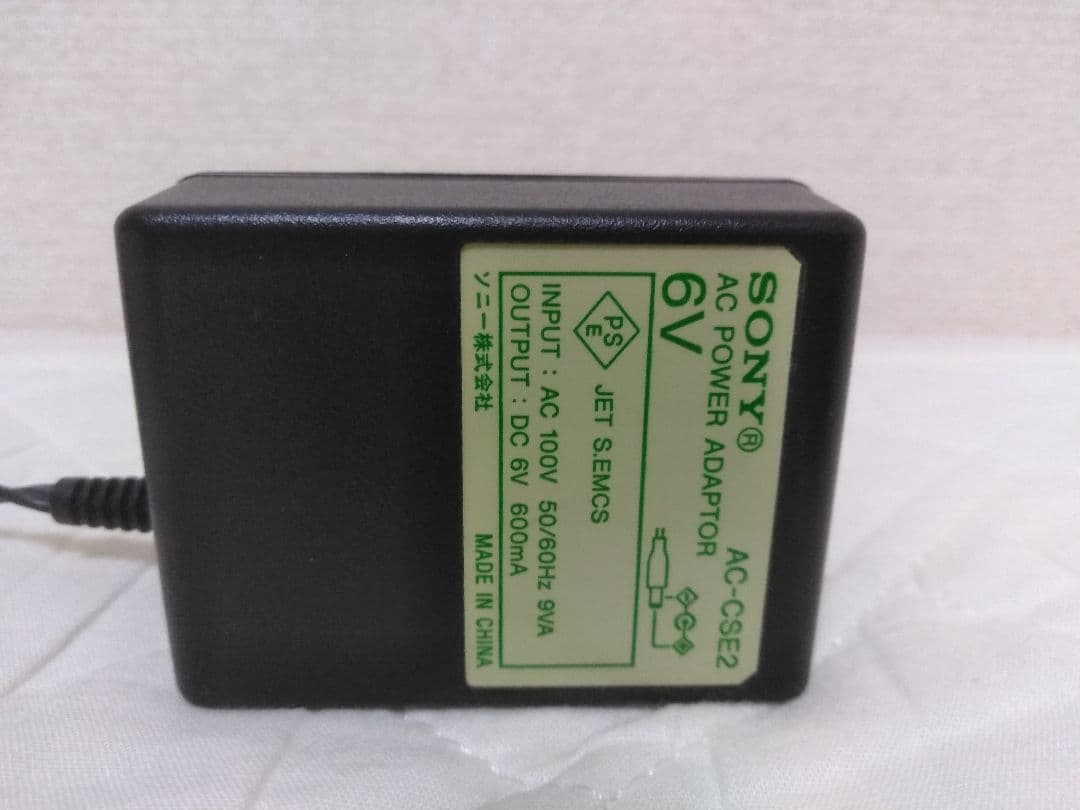 SONY®
AC POWER ADAPTOR AC-CSE2
6V
PS
E
JET S.EMCS
INPUT : AC 100V 50/60Hz 9VA
OUTPUT : DC 6V 600mA
ソニー株式会社 MADE IN CHINA